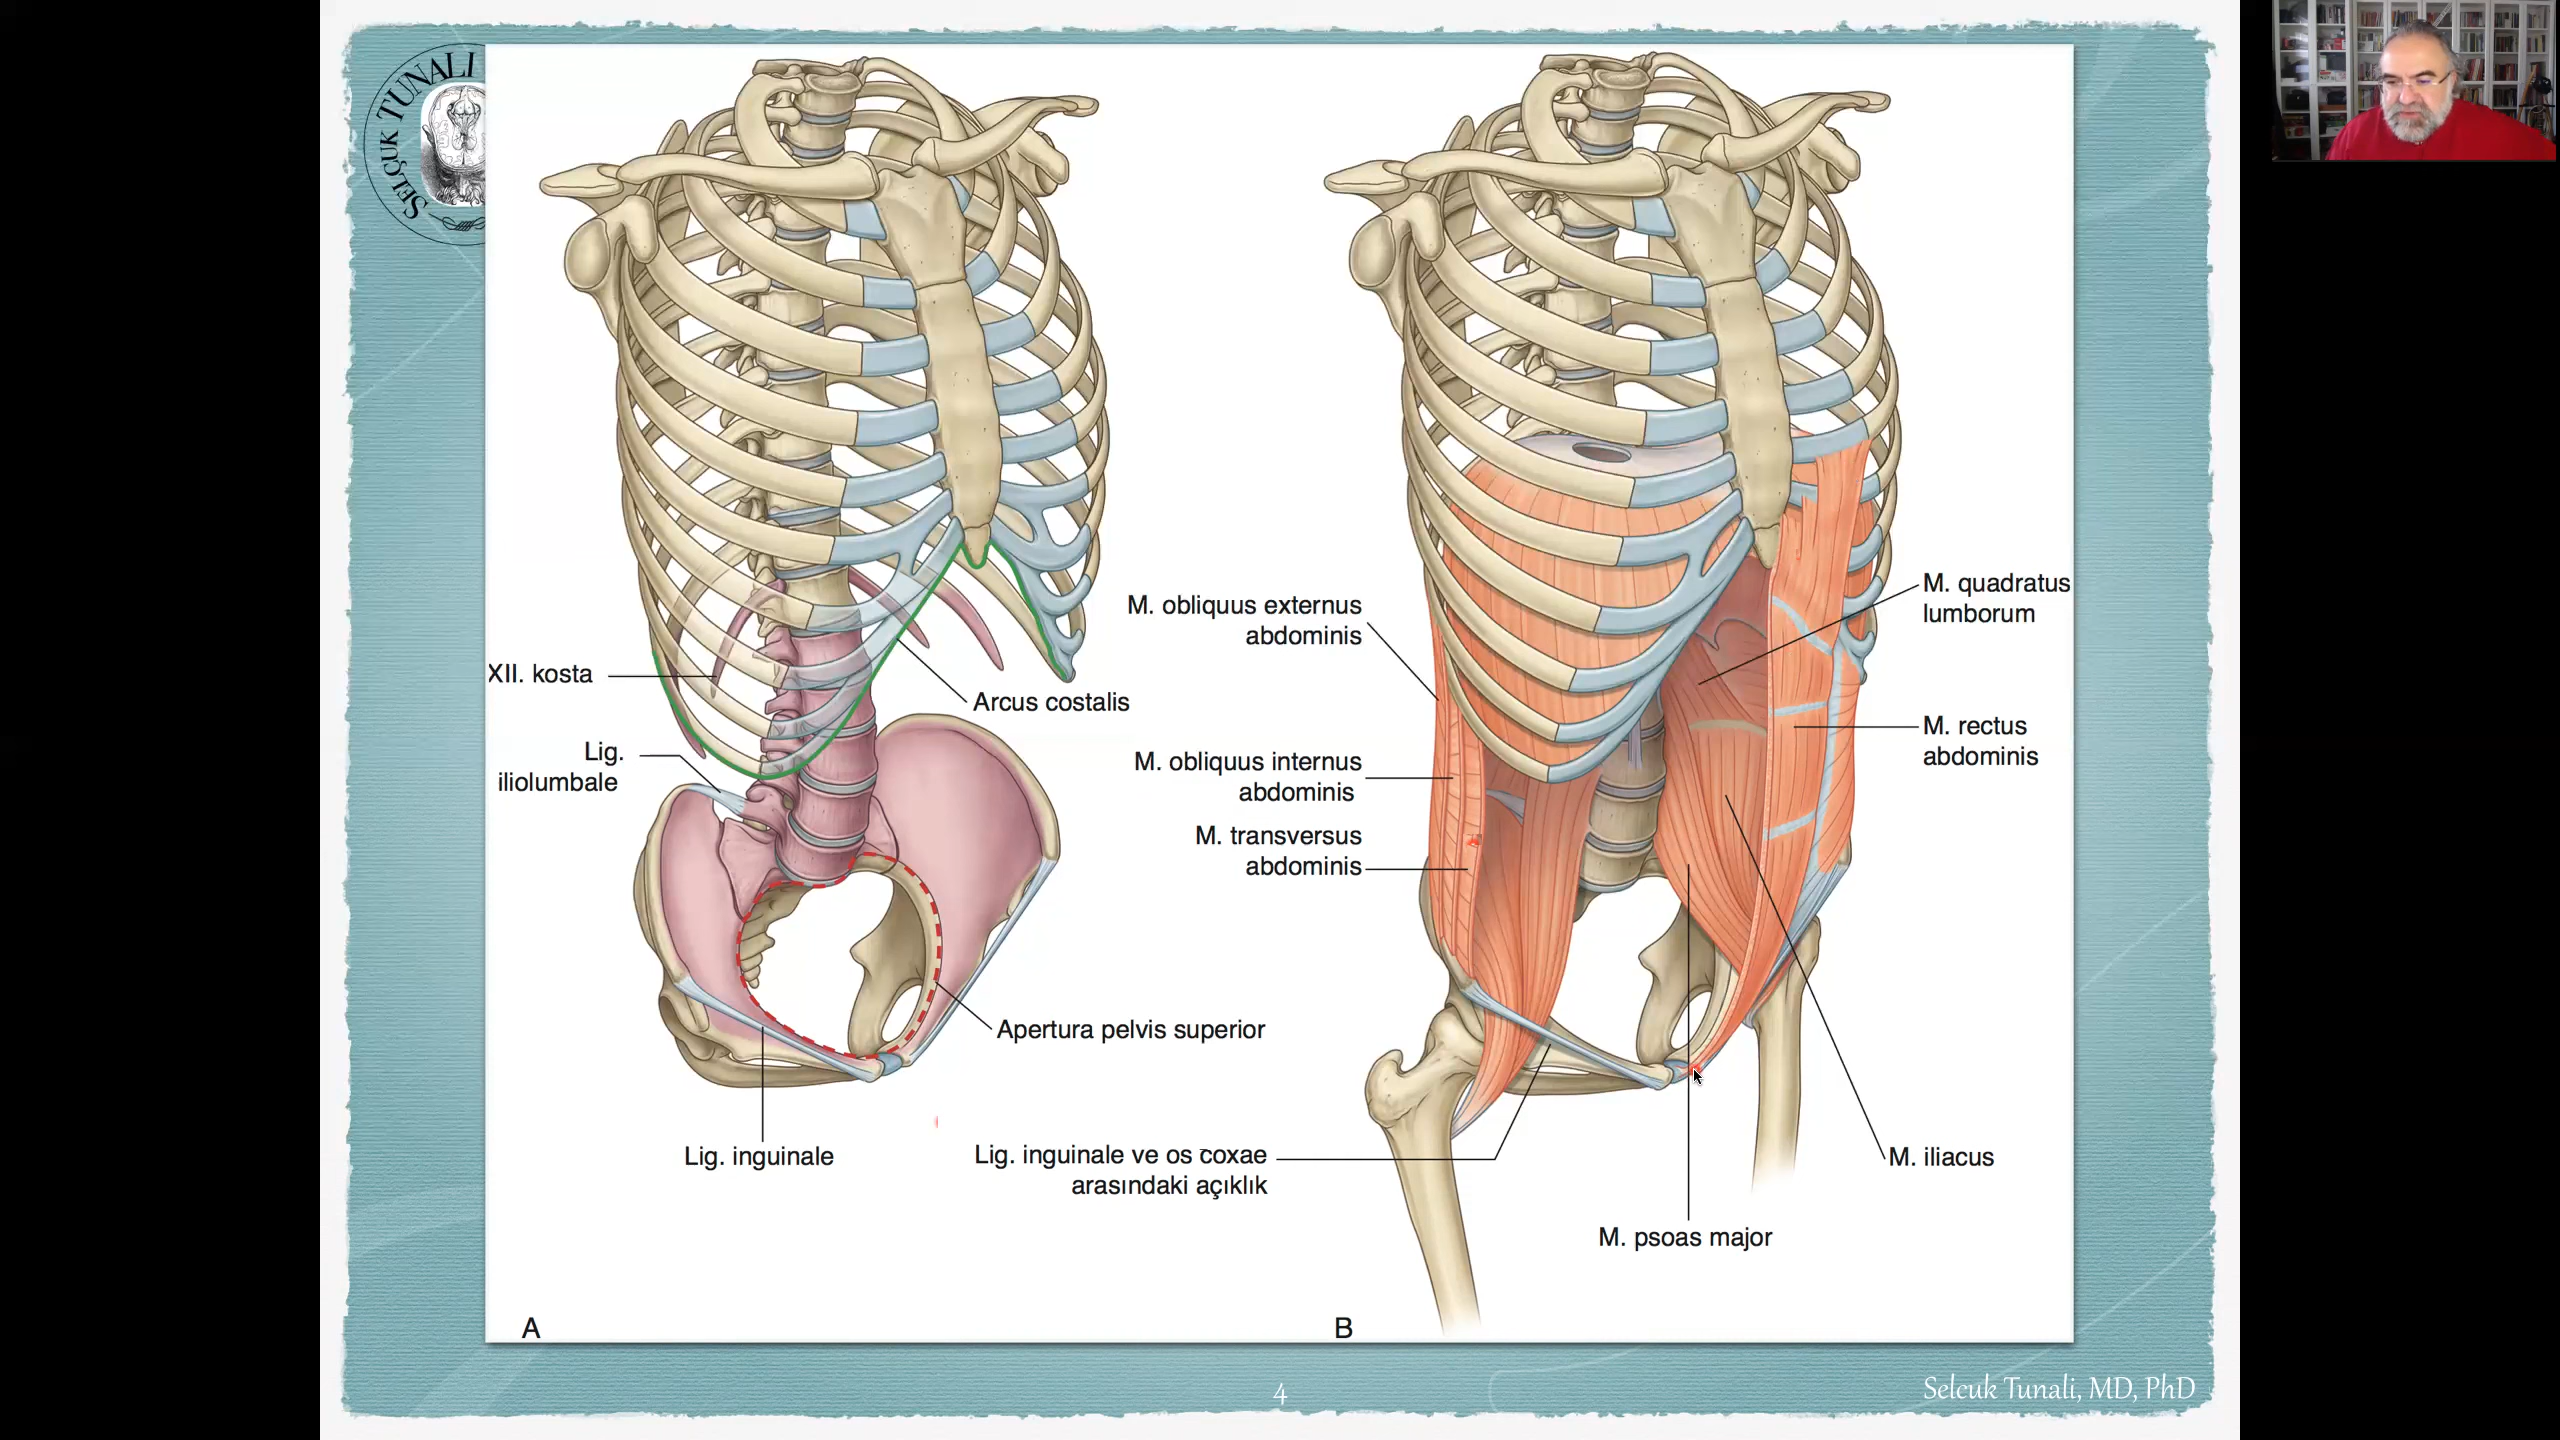 SELÇUK TUNALI
XII. kosta
Lig.
iliolumbale
Arcus costalis
Apertura pelvis superior
Lig. inguinale
A
M. obliquus externus
abdominis
M. obliquus internus
abdominis
M. transversus
abdominis
Lig. inguinale ve os coxae
arasındaki açıklık
M. quadratus
lumborum
M. rectus
abdominis
M. iliacus
M. psoas major
B
4
Selcuk Tunali, MD, PhD